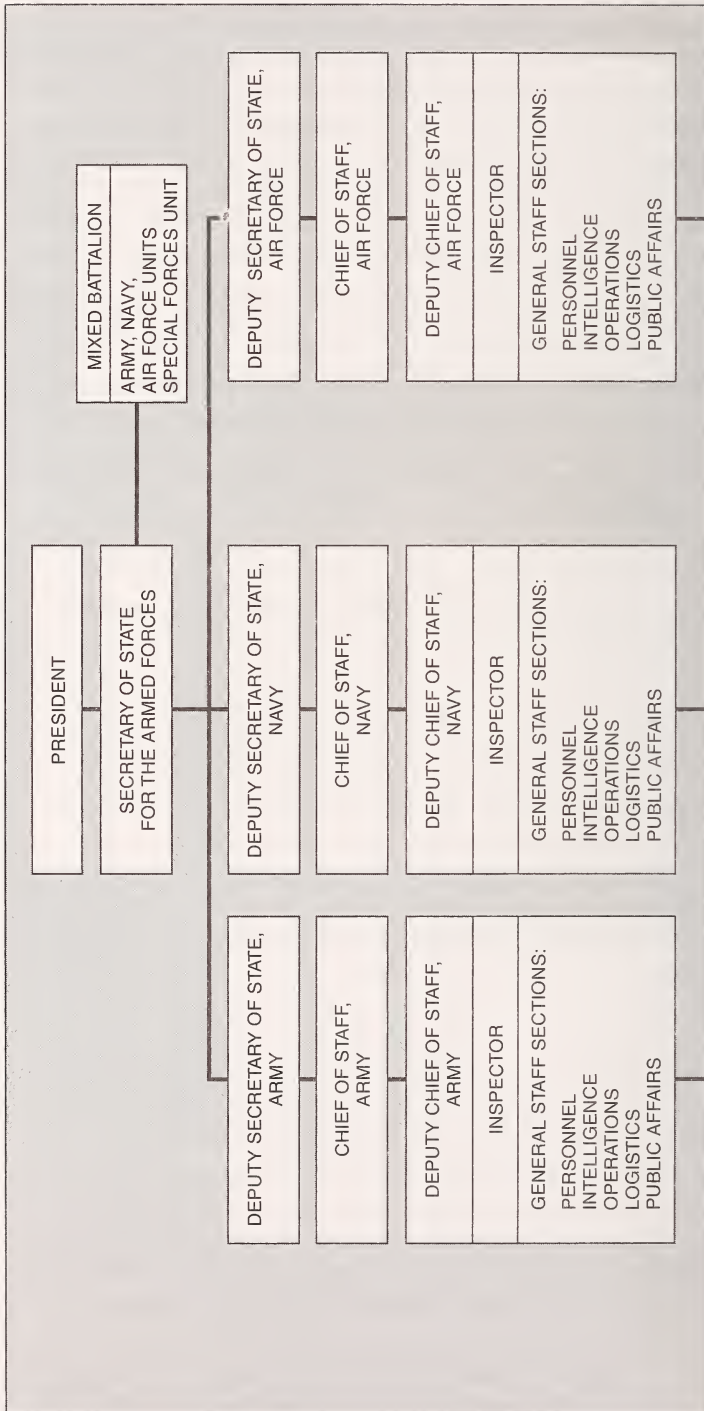 PRESIDENT
SECRETARY OF STATE
FOR THE ARMED FORCES
MIXED BATTALION
ARMY, NAVY,
AIR FORCE UNITS
SPECIAL FORCES UNIT
DEPUTY SECRETARY OF STATE,
ARMY
CHIEF OF STAFF,
ARMY
DEPUTY CHIEF OF STAFF,
ARMY
INSPECTOR
GENERAL STAFF SECTIONS:
PERSONNEL
INTELLIGENCE
OPERATIONS
LOGISTICS
PUBLIC AFFAIRS
DEPUTY SECRETARY OF STATE,
NAVY
CHIEF OF STAFF,
NAVY
DEPUTY CHIEF OF STAFF,
NAVY
INSPECTOR
GENERAL STAFF SECTIONS:
PERSONNEL
INTELLIGENCE
OPERATIONS
LOGISTICS
PUBLIC AFFAIRS
DEPUTY SECRETARY OF STATE,
AIR FORCE
CHIEF OF STAFF,
AIR FORCE
DEPUTY CHIEF OF STAFF,
AIR FORCE
INSPECTOR
GENERAL STAFF SECTIONS:
PERSONNEL
INTELLIGENCE
OPERATIONS
LOGISTICS
PUBLIC AFFAIRS